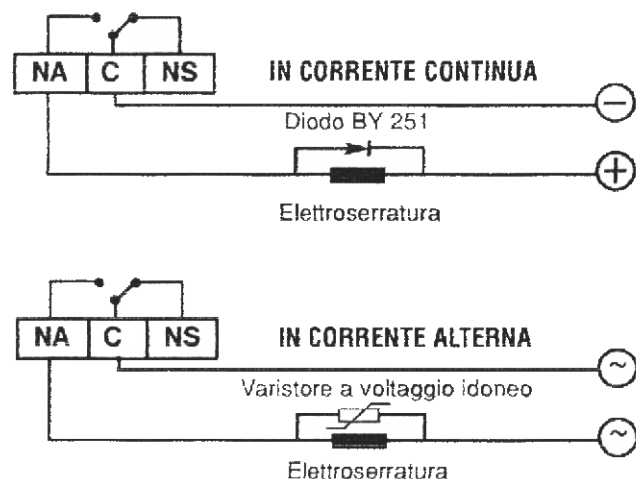 NA C NS
IN CORRENTE CONTINUA
−
Diodo BY 251
+
Elettroserratura
NA C NS
IN CORRENTE ALTERNA
~
Varistore a voltaggio idoneo
~
Elettroserratura